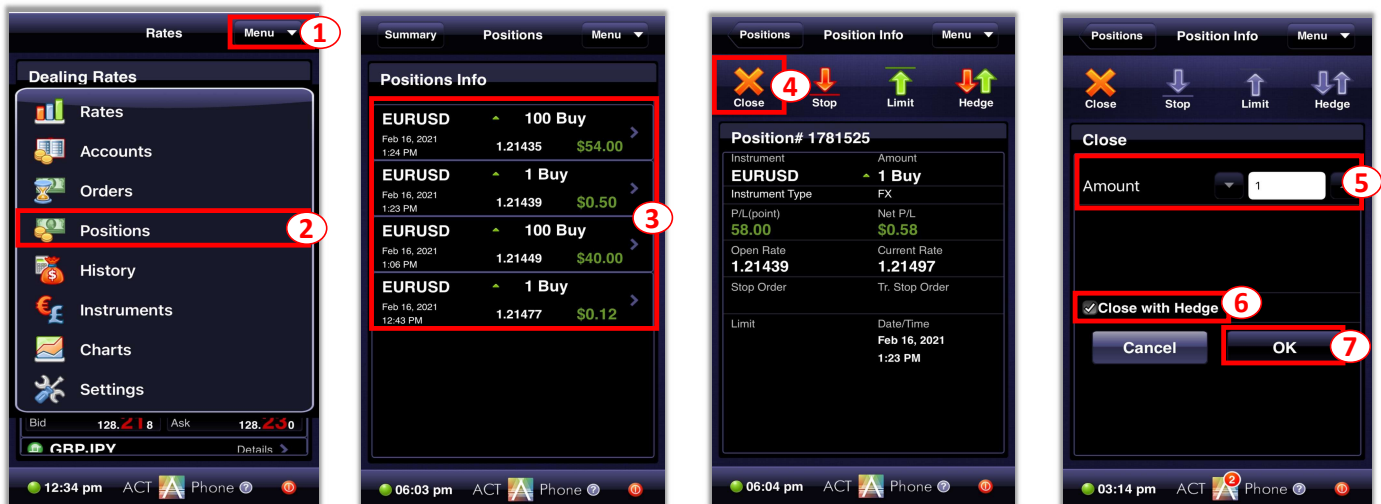 Rates Menu 1
Dealing Rates
Rates
Accounts
Orders
Positions 2
History
Instruments
Charts
Settings
Bid 128.21 8 Ask 128.23 0
GBP.JPY Details
12:34 pm ACT Phone ?
Summary Positions Menu
Positions Info
EURUSD 100 Buy
Feb 16, 2021
1:24 PM 1.21435 $54.00
EURUSD 1 Buy
Feb 16, 2021
1:23 PM 1.21439 $0.50
3
EURUSD 100 Buy
Feb 16, 2021
1:06 PM 1.21449 $40.00
EURUSD 1 Buy
Feb 16, 2021
12:43 PM 1.21477 $0.12
06:03 pm ACT Phone ?
Positions Position Info Menu
4
Close Stop Limit Hedge
Position# 1781525
Instrument Amount
EURUSD 1 Buy
Instrument Type FX
P/L(point) Net P/L
58.00 $0.58
Open Rate Current Rate
1.21439 1.21497
Stop Order Tr. Stop Order
Limit Date/Time
Feb 16, 2021
1:23 PM
06:04 pm ACT Phone ?
Positions Position Info Menu
Close Stop Limit Hedge
Close
Amount 1 5
Close with Hedge 6
Cancel OK 7
03:14 pm ACT 2 Phone ?